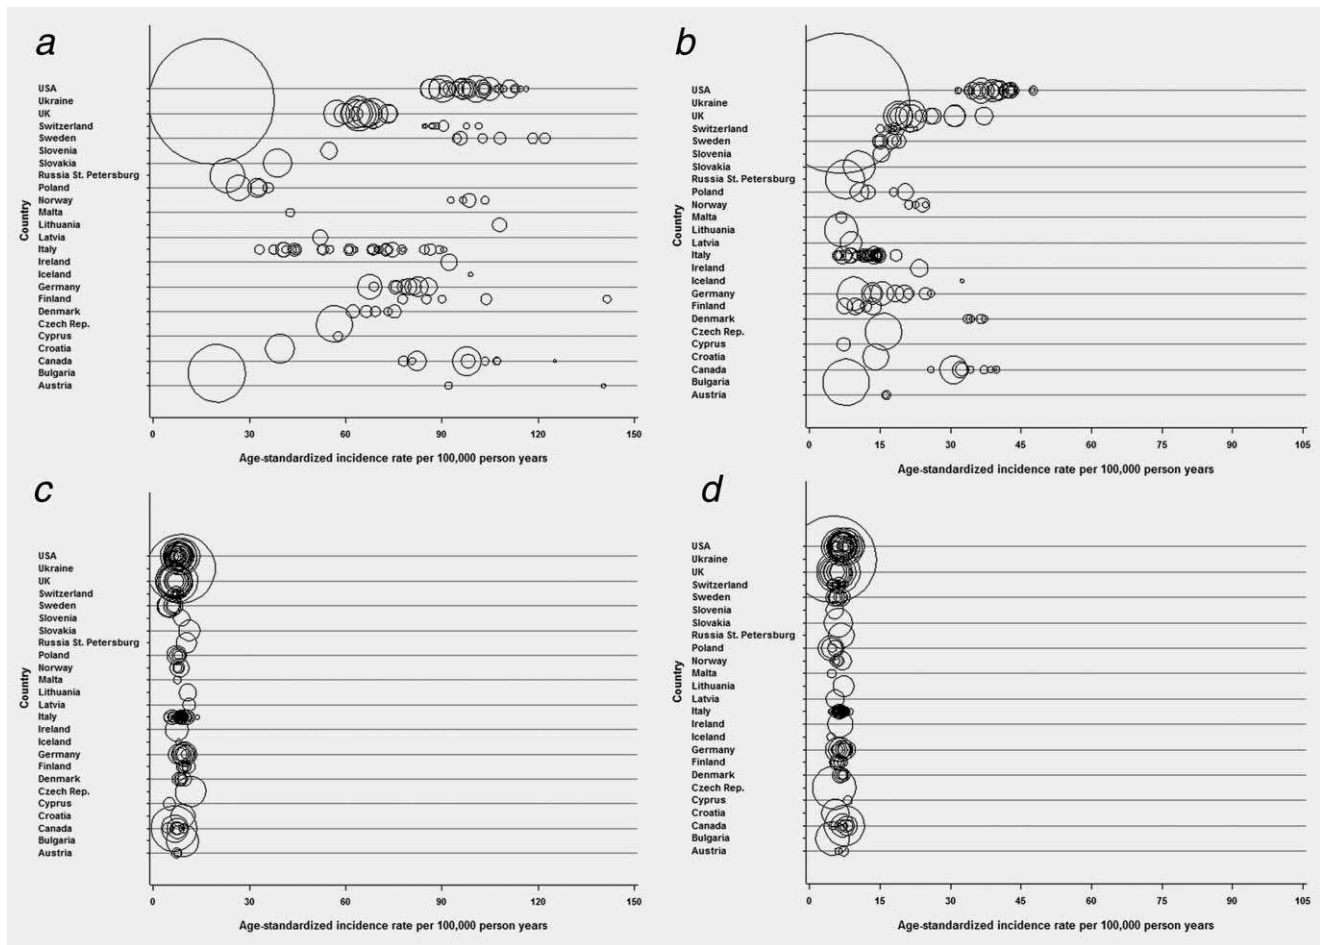 a
USA
Ukraine
UK
Switzerland
Sweden
Slovenia
Slovakia
Russia St. Petersburg
Poland
Norway
Malta
Lithuania
Latvia
Italy
Ireland
Iceland
Germany
Finland
Denmark
Czech Rep.
Cyprus
Croatia
Canada
Bulgaria
Austria
Country
0 30 60 90 120 150
Age-standardized incidence rate per 100,000 person years
b
USA
Ukraine
UK
Switzerland
Sweden
Slovenia
Slovakia
Russia St. Petersburg
Poland
Norway
Malta
Lithuania
Latvia
Italy
Ireland
Iceland
Germany
Finland
Denmark
Czech Rep.
Cyprus
Croatia
Canada
Bulgaria
Austria
Country
0 15 30 45 60 75 90 105
Age-standardized incidence rate per 100,000 person years
c
USA
Ukraine
UK
Switzerland
Sweden
Slovenia
Slovakia
Russia St. Petersburg
Poland
Norway
Malta
Lithuania
Latvia
Italy
Ireland
Iceland
Germany
Finland
Denmark
Czech Rep.
Cyprus
Croatia
Canada
Bulgaria
Austria
Country
0 30 60 90 120 150
Age-standardized incidence rate per 100,000 person years
d
USA
Ukraine
UK
Switzerland
Sweden
Slovenia
Slovakia
Russia St. Petersburg
Poland
Norway
Malta
Lithuania
Latvia
Italy
Ireland
Iceland
Germany
Finland
Denmark
Czech Rep.
Cyprus
Croatia
Canada
Bulgaria
Austria
Country
0 15 30 45 60 75 90 105
Age-standardized incidence rate per 100,000 person years